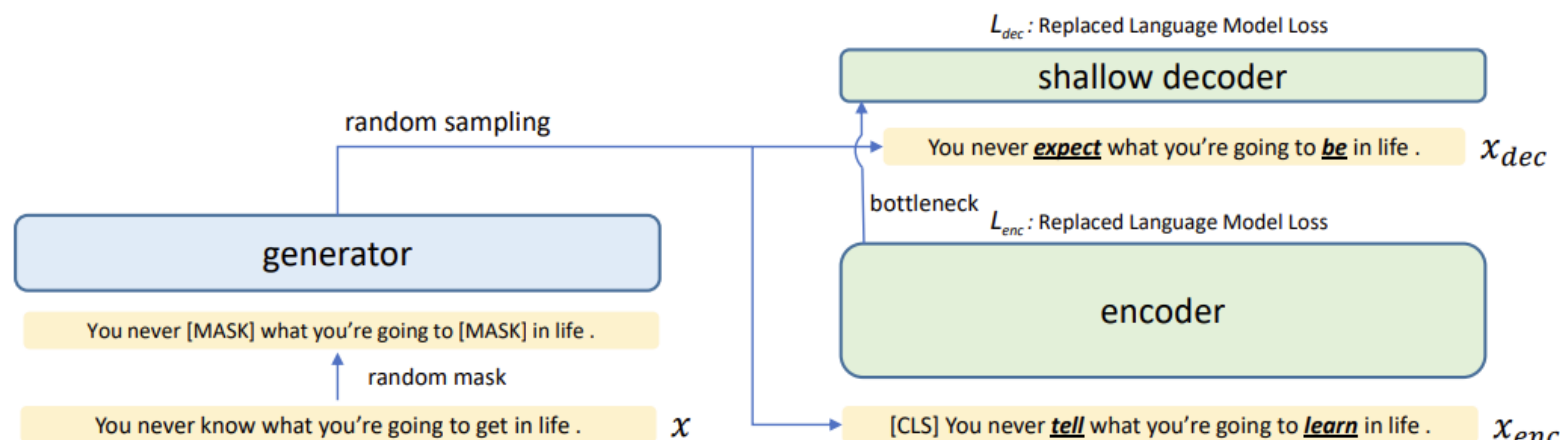 L_dec : Replaced Language Model Loss
shallow decoder
random sampling
You never expect what you’re going to be in life .
x_dec
bottleneck
L_enc : Replaced Language Model Loss
generator
encoder
You never [MASK] what you’re going to [MASK] in life .
random mask
You never know what you’re going to get in life .
x
[CLS] You never tell what you’re going to learn in life .
x_enc